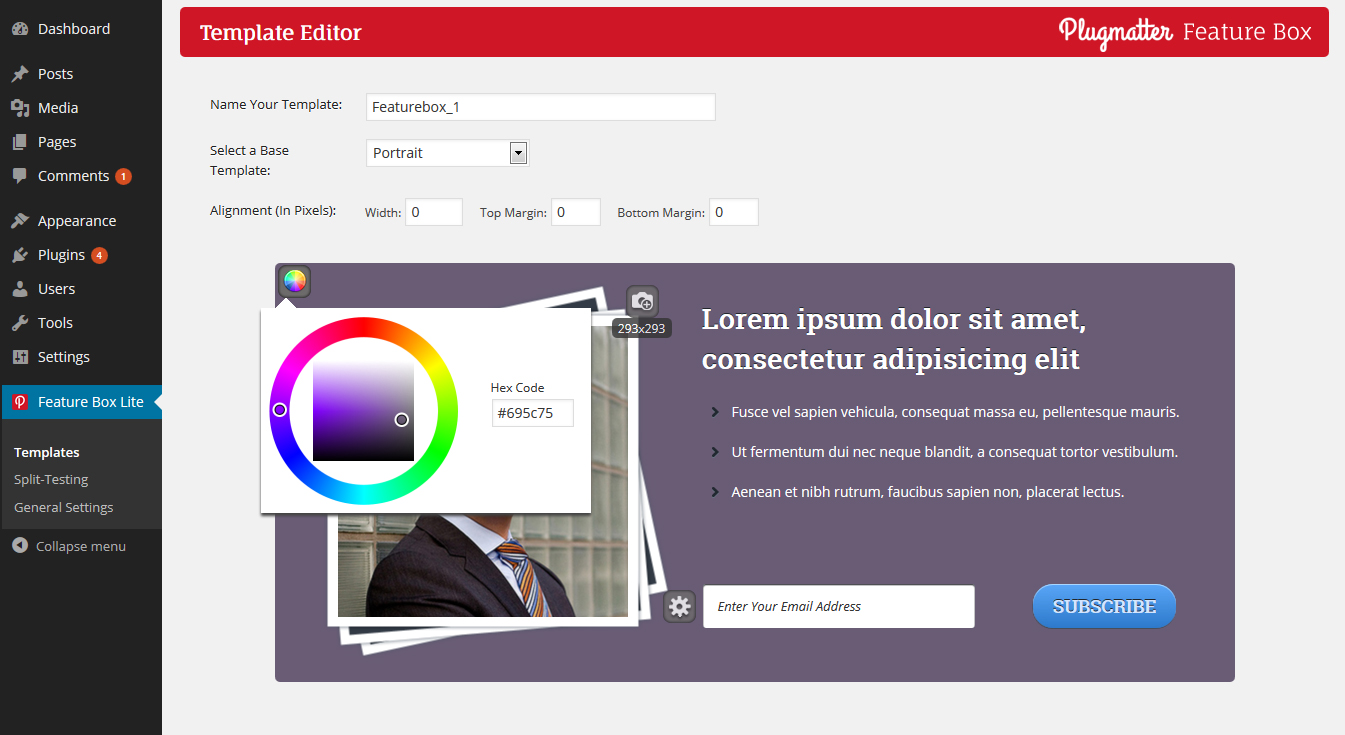 Dashboard
Posts
Media
Pages
Comments 1
Appearance
Plugins 4
Users
Tools
Settings
Feature Box Lite
Templates
Split-Testing
General Settings
Collapse menu
Template Editor
Plugmatter Feature Box
Name Your Template: Featurebox_1
Select a Base
Template:
Portrait
Alignment (In Pixels): Width: 0 Top Margin: 0 Bottom Margin: 0
293x293
Hex Code
#695c75
Lorem ipsum dolor sit amet,
consectetur adipisicing elit
Fusce vel sapien vehicula, consequat massa eu, pellentesque mauris.
Ut fermentum dui nec neque blandit, a consequat tortor vestibulum.
Aenean et nibh rutrum, faucibus sapien non, placerat lectus.
Enter Your Email Address
SUBSCRIBE